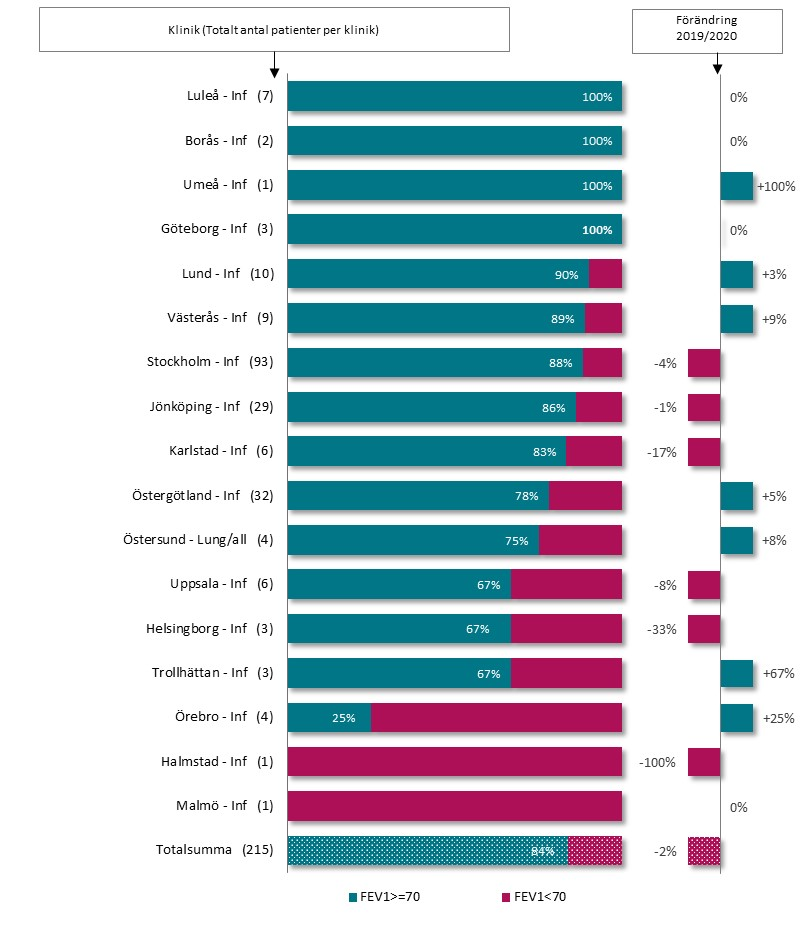 Klinik (Totalt antal patienter per klinik)
Förändring
2019/2020
Luleå - Inf (7) 100% 0%
Borås - Inf (2) 100% 0%
Umeå - Inf (1) 100% +100%
Göteborg - Inf (3) 100% 0%
Lund - Inf (10) 90% +3%
Västerås - Inf (9) 89% +9%
Stockholm - Inf (93) 88% -4%
Jönköping - Inf (29) 86% -1%
Karlstad - Inf (6) 83% -17%
Östergötland - Inf (32) 78% +5%
Östersund - Lung/all (4) 75% +8%
Uppsala - Inf (6) 67% -8%
Helsingborg - Inf (3) 67% -33%
Trollhättan - Inf (3) 67% +67%
Örebro - Inf (4) 25% +25%
Halmstad - Inf (1) -100%
Malmö - Inf (1) 0%
Totalsumma (215) 84% -2%
FEV1>=70 FEV1<70